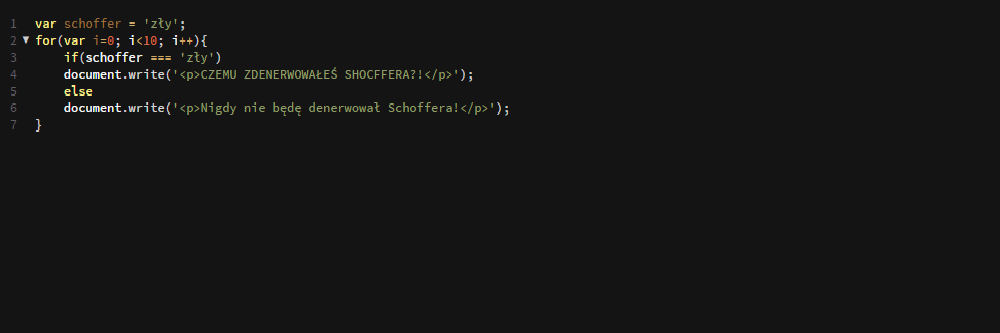 1 var schoffer = 'zły';
2 ▼ for(var i=0; i<10; i++){
3     if(schoffer === 'zły')
4     document.write('<p>CZEMU ZDENERWOWAŁEŚ SHOCFFERA?!</p>');
5     else
6     document.write('<p>Nigdy nie będę denerwował Schoffera!</p>');
7 }